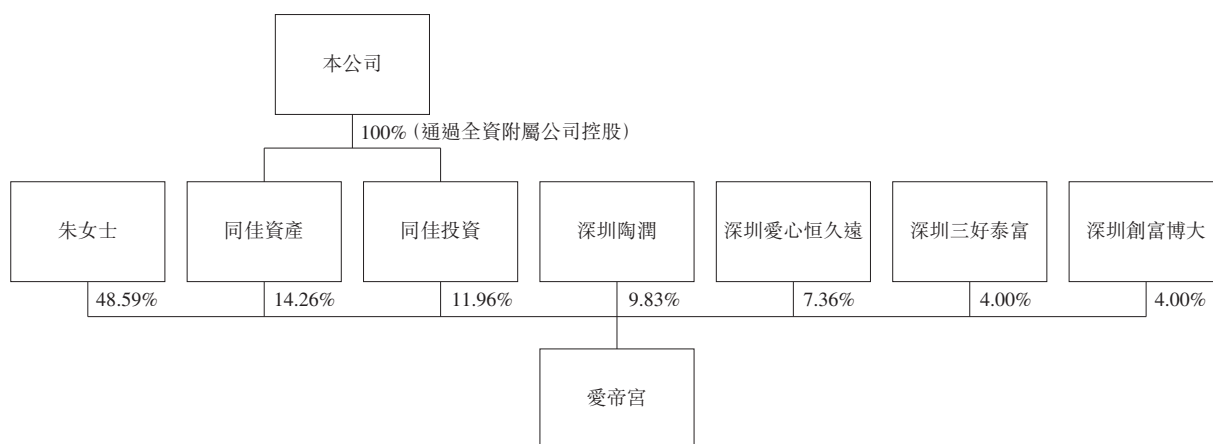 本公司
100% (通過全資附屬公司控股)
朱女士
同佳資產
同佳投資
深圳陶潤
深圳愛心恒久遠
深圳三好泰富
深圳創富博大
48.59%
14.26%
11.96%
9.83%
7.36%
4.00%
4.00%
愛帝宮